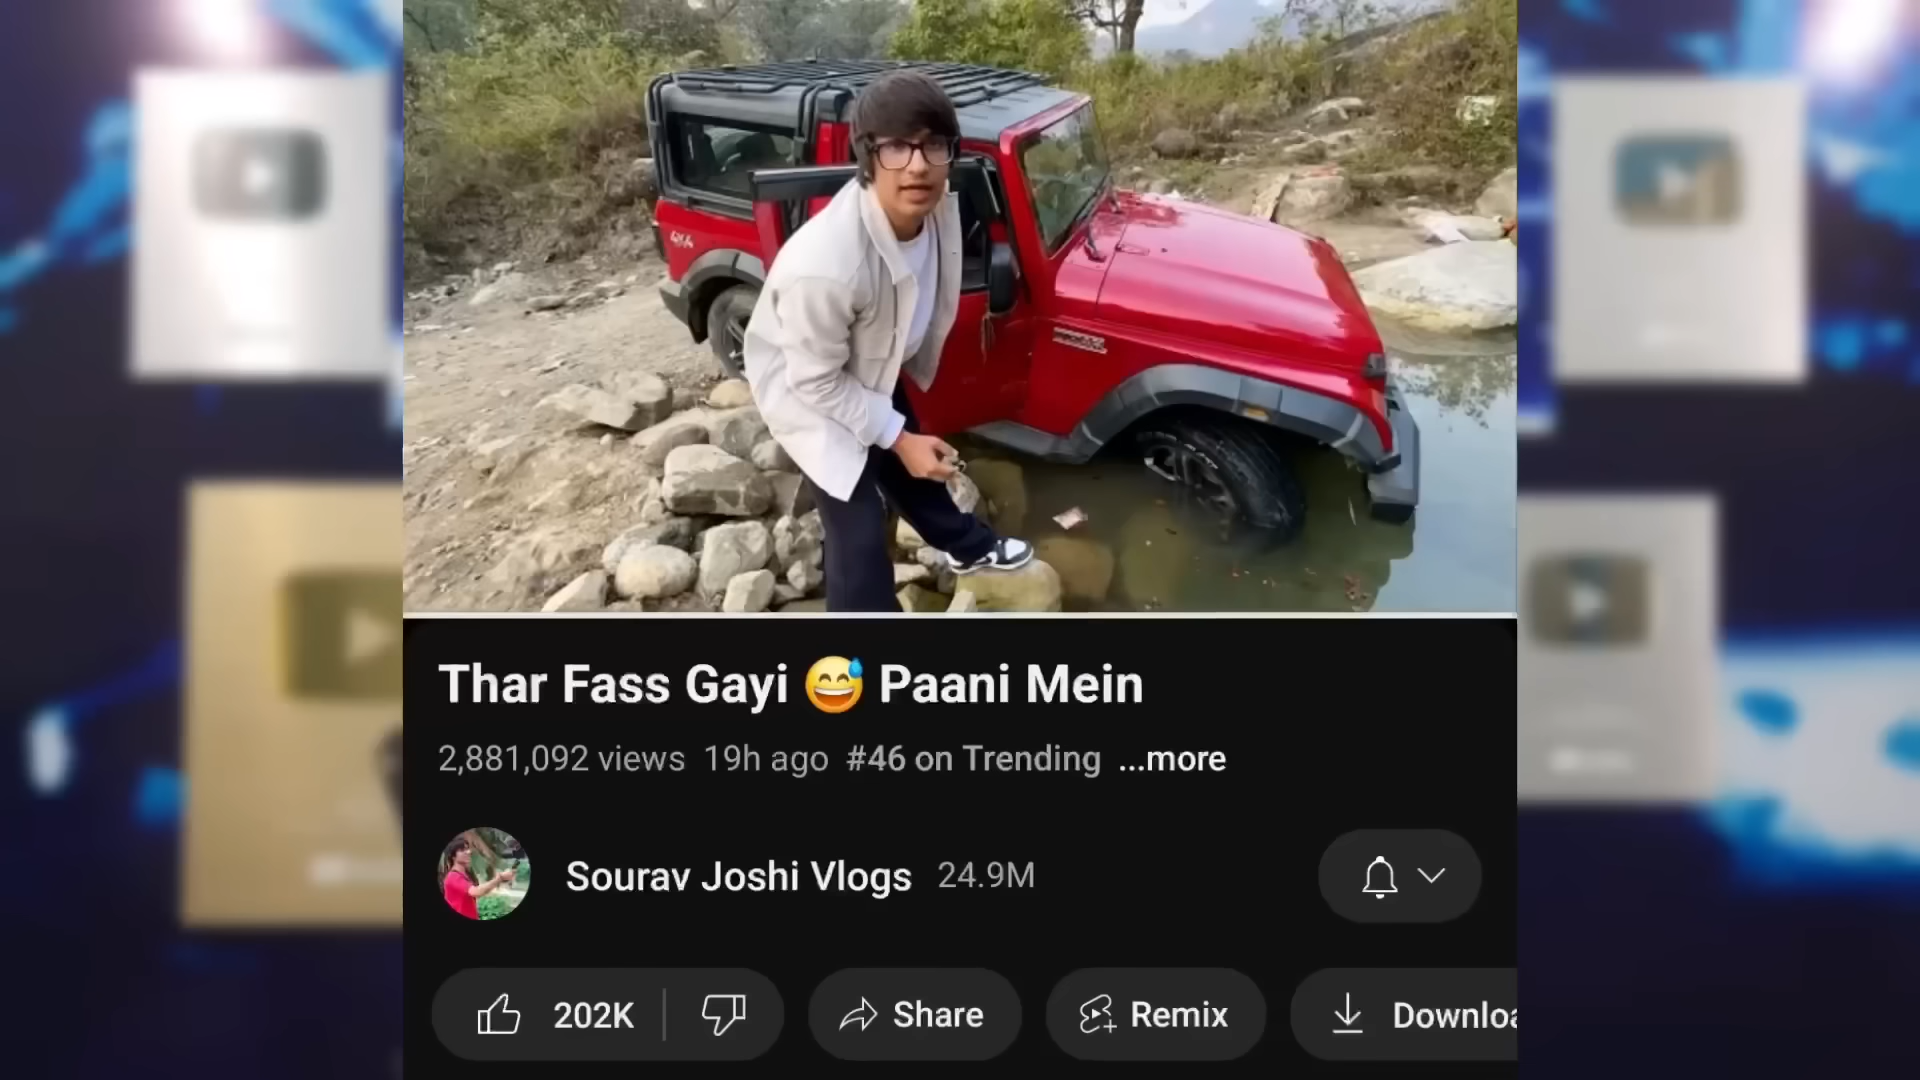 4X4
Thar Fass Gayi 😅 Paani Mein
2,881,092 views 19h ago #46 on Trending ...more
Sourav Joshi Vlogs 24.9M
202K Share Remix Downloa